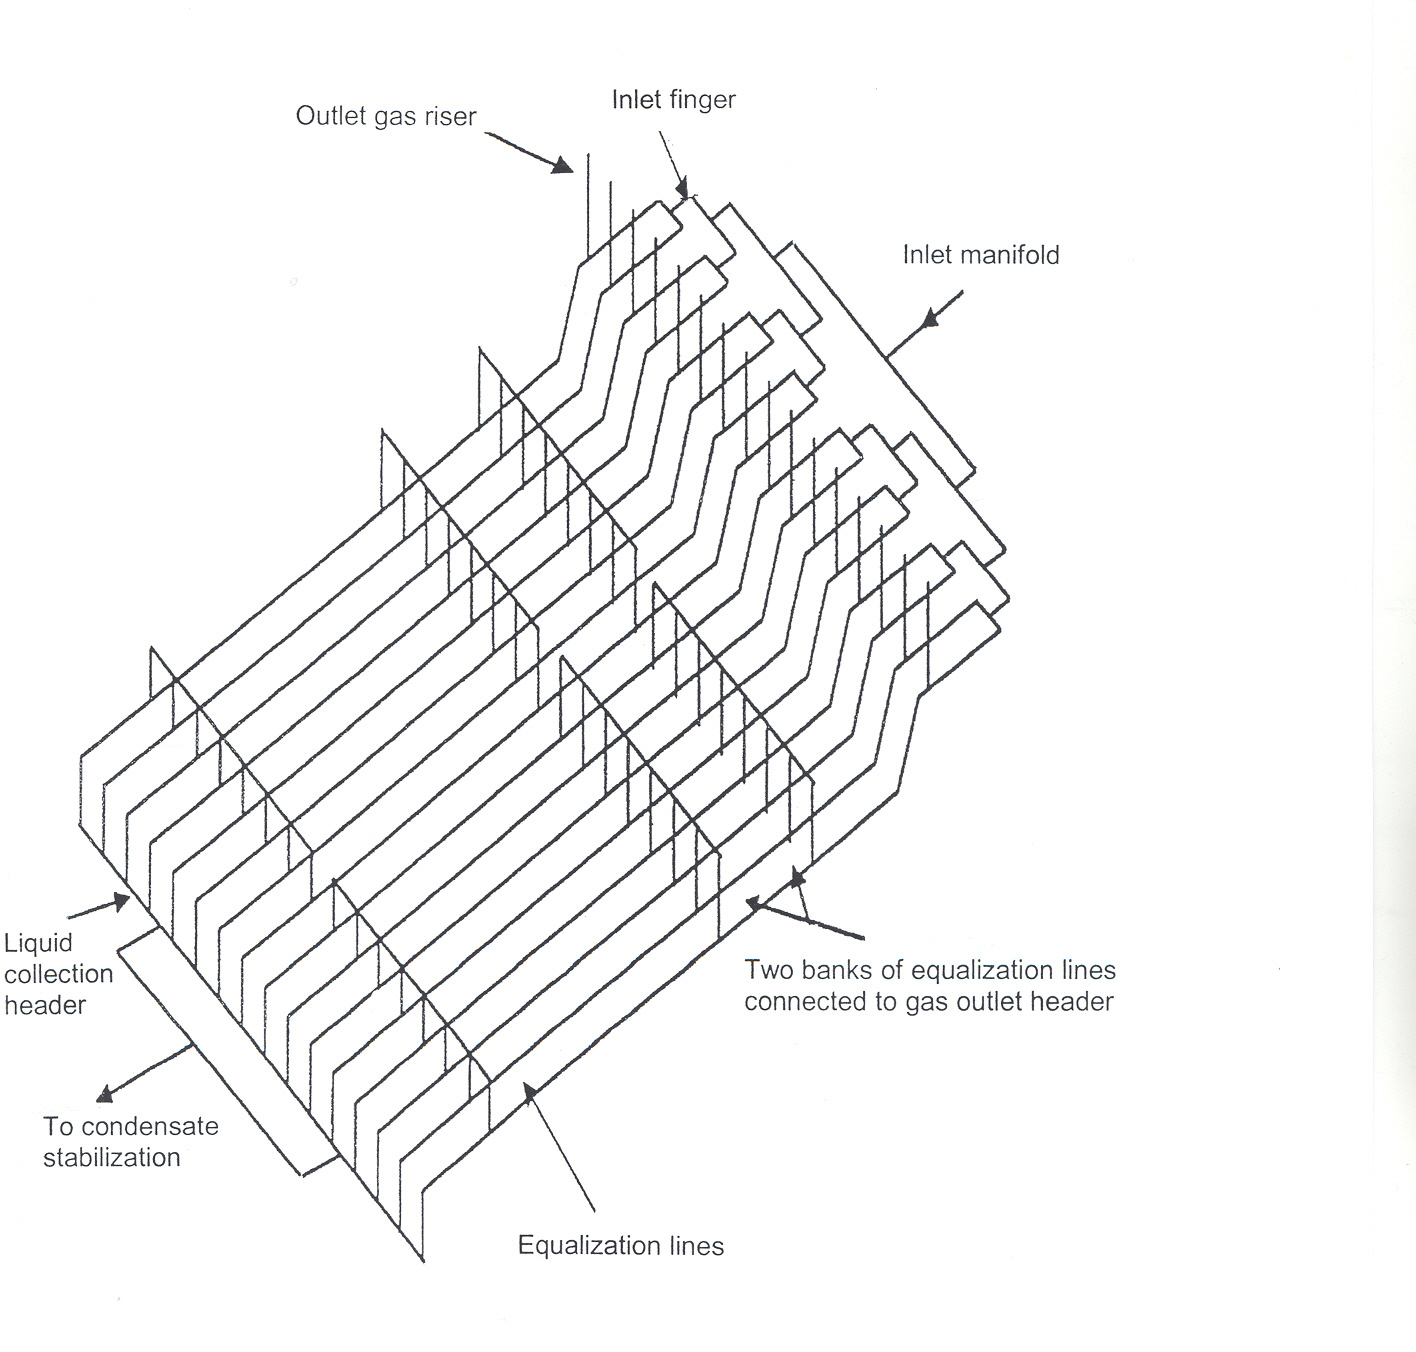 Outlet gas riser
Inlet finger
Inlet manifold
Liquid
collection
header
Two banks of equalization lines
connected to gas outlet header
To condensate
stabilization
Equalization lines